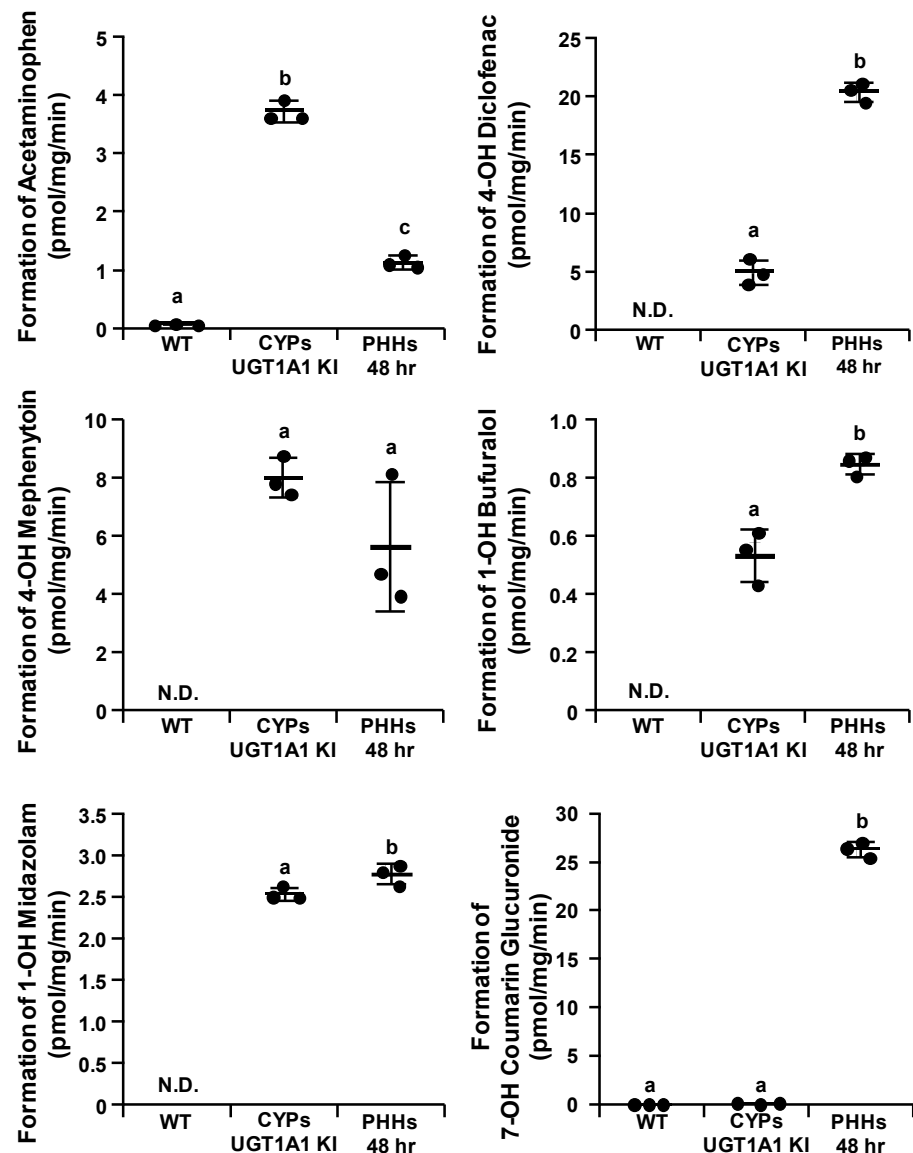 Formation of Acetaminophen
(pmol/mg/min)
5
4
3
2
1
0
a
b
c
WT
CYPs
UGT1A1 KI
PHHs
48 hr
Formation of 4-OH Diclofenac
(pmol/mg/min)
25
20
15
10
5
0
N.D.
a
b
WT
CYPs
UGT1A1 KI
PHHs
48 hr
Formation of 4-OH Mephenytoin
(pmol/mg/min)
10
8
6
4
2
0
N.D.
a
a
WT
CYPs
UGT1A1 KI
PHHs
48 hr
Formation of 1-OH Bufuralol
(pmol/mg/min)
1.0
0.8
0.6
0.4
0.2
0.0
N.D.
a
b
WT
CYPs
UGT1A1 KI
PHHs
48 hr
Formation of 1-OH Midazolam
(pmol/mg/min)
3.5
3.0
2.5
2.0
1.5
1.0
0.5
0.0
N.D.
a
b
WT
CYPs
UGT1A1 KI
PHHs
48 hr
Formation of
7-OH Coumarin Glucuronide
(pmol/mg/min)
30
25
20
15
10
5
0
a
a
b
WT
CYPs
UGT1A1 KI
PHHs
48 hr